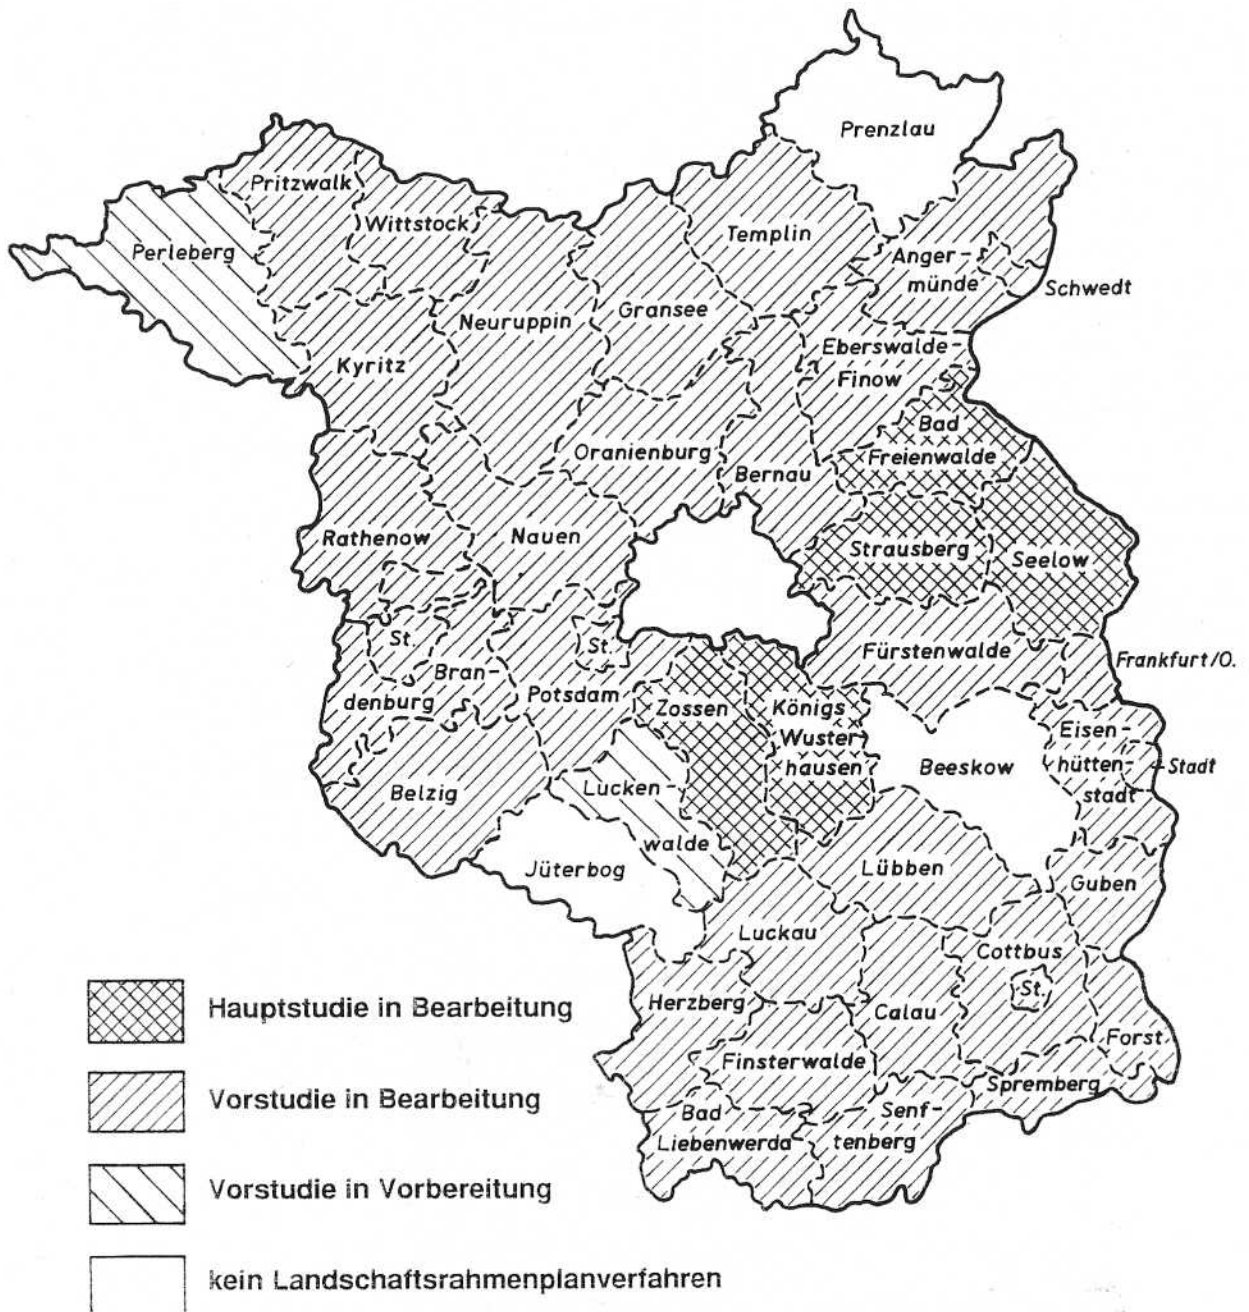 Prenzlau
Pritzwalk
Wittstock
Perleberg
Templin
Anger-
münde
Schwedt
Neuruppin
Gransee
Kyritz
Eberswalde-
Finow
Bad
Freienwalde
Oranienburg
Bernau
Rathenow
Nauen
Strausberg
Seelow
St.
Bran-
denburg
St.
Potsdam
Fürstenwalde
Frankfurt/O.
Zossen
Königs
Wuster
hausen
Beeskow
Eisen-
hütten-
stadt
Stadt
Belzig
Lucken-
walde
Jüterbog
Lübben
Guben
Luckau
Cottbus
St.
Herzberg
Calau
Forst
Finsterwalde
Spremberg
Bad
Liebenwerda
Senf-
tenberg
Hauptstudie in Bearbeitung
Vorstudie in Bearbeitung
Vorstudie in Vorbereitung
kein Landschaftsrahmenplanverfahren